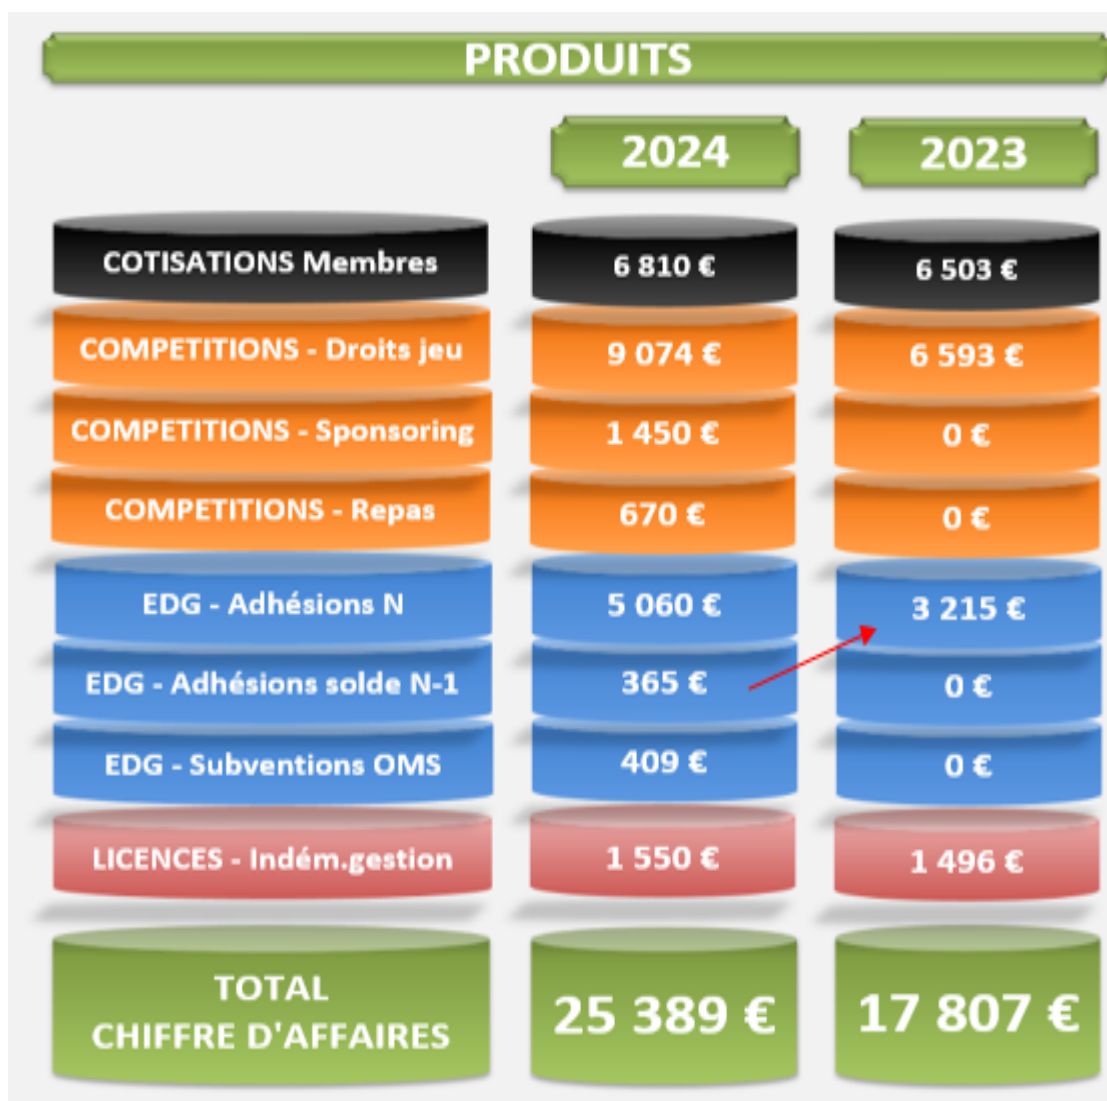 PRODUITS
2024 2023
COTISATIONS Membres 6 810 € 6 503 €
COMPETITIONS - Droits jeu 9 074 € 6 593 €
COMPETITIONS - Sponsoring 1 450 € 0 €
COMPETITIONS - Repas 670 € 0 €
EDG - Adhésions N 5 060 € 3 215 €
EDG - Adhésions solde N-1 365 € 0 €
EDG - Subventions OMS 409 € 0 €
LICENCES - Indém.gestion 1 550 € 1 496 €
TOTAL
CHIFFRE D'AFFAIRES 25 389 € 17 807 €